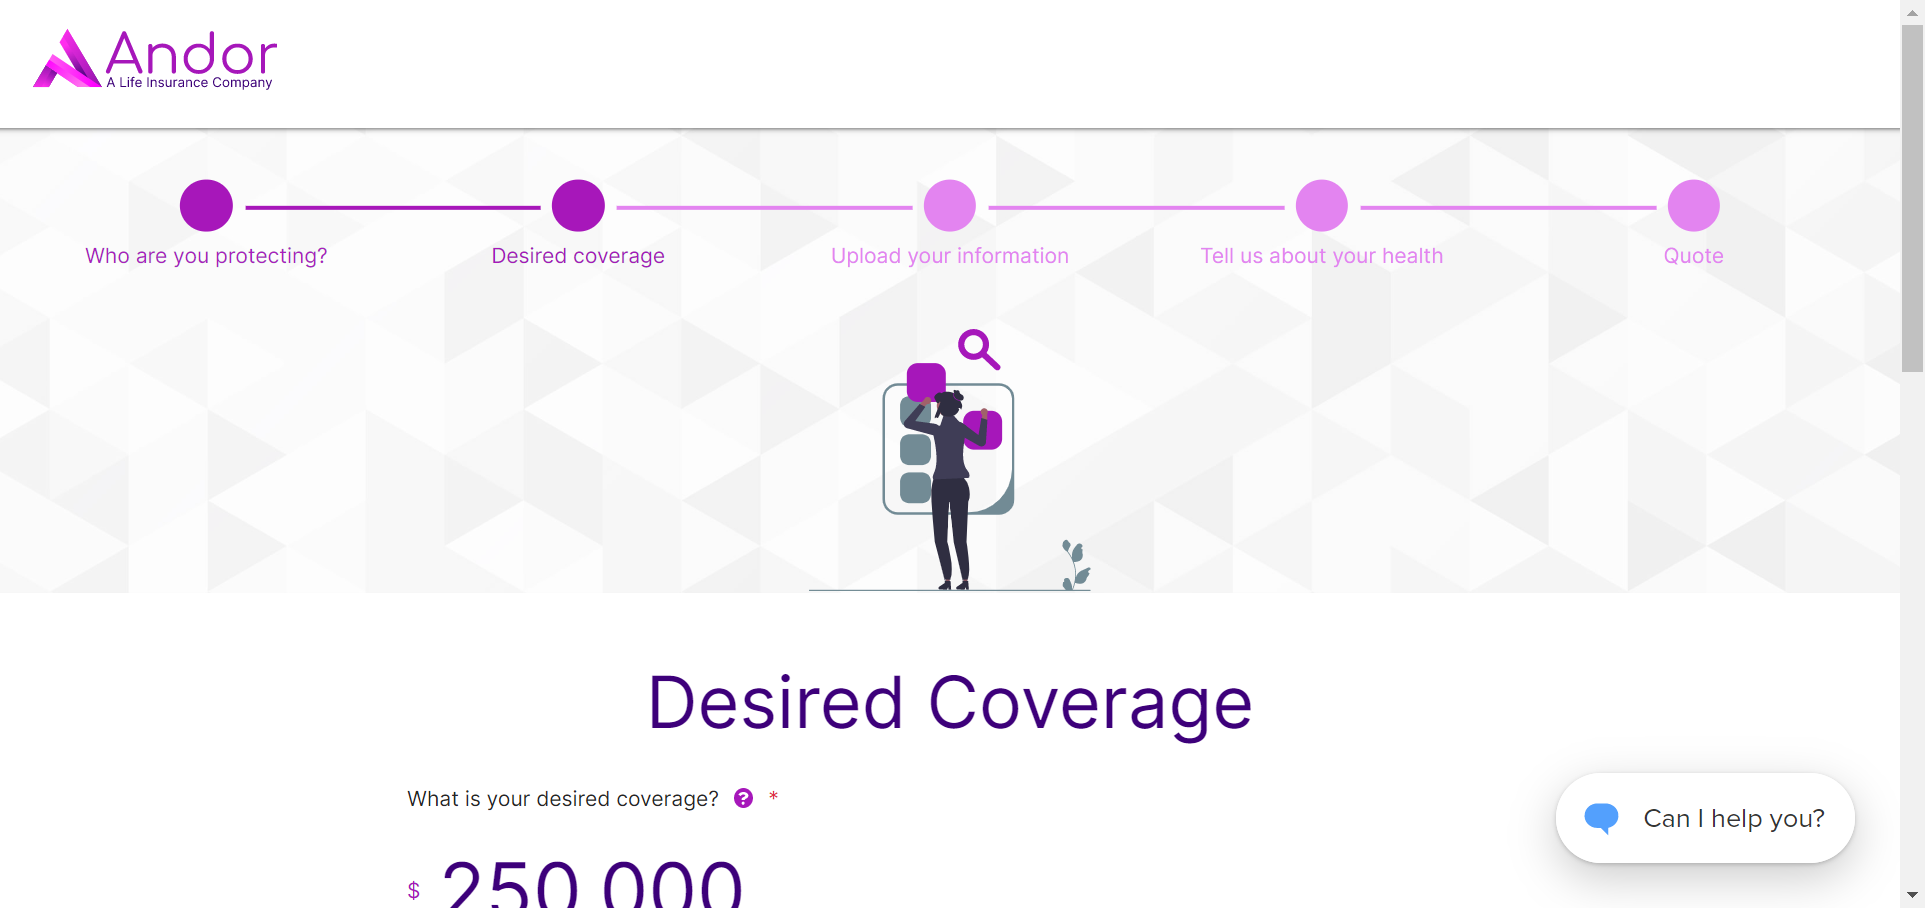 Andor
A Life Insurance Company
Who are you protecting?
Desired coverage
Upload your information
Tell us about your health
Quote
Desired Coverage
What is your desired coverage? ? *
$ 250 000
Can I help you?